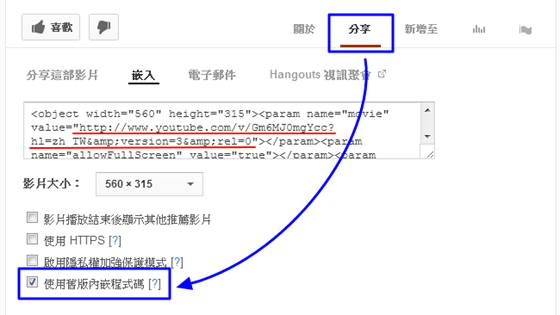 喜歡
關於
分享
新增至
分享這部影片
嵌入
電子郵件
Hangouts 視訊聚會
<object width="560" height="315"><param name="movie"
value="http://www.youtube.com/v/Gm6MJ0mgYcc?
hl=zh_TW&amp;version=3&amp;rel=0"></param><param
name="allowFullScreen" value="true"></param><param
影片大小：
560 × 315
影片播放結束後顯示其他推薦影片
使用 HTTPS [?]
啟用隱私權加強保護模式 [?]
使用舊版內嵌程式碼 [?]